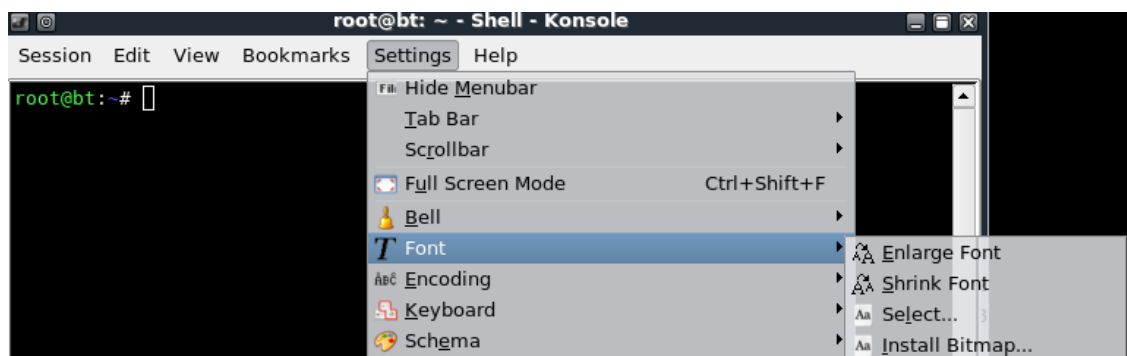 root@bt: ~ - Shell - Konsole
Session Edit View Bookmarks Settings Help
root@bt:~#
Hide Menubar
Tab Bar
Scrollbar
Full Screen Mode Ctrl+Shift+F
Bell
Font
Encoding
Keyboard
Schema
Enlarge Font
Shrink Font
Select...
Install Bitmap...